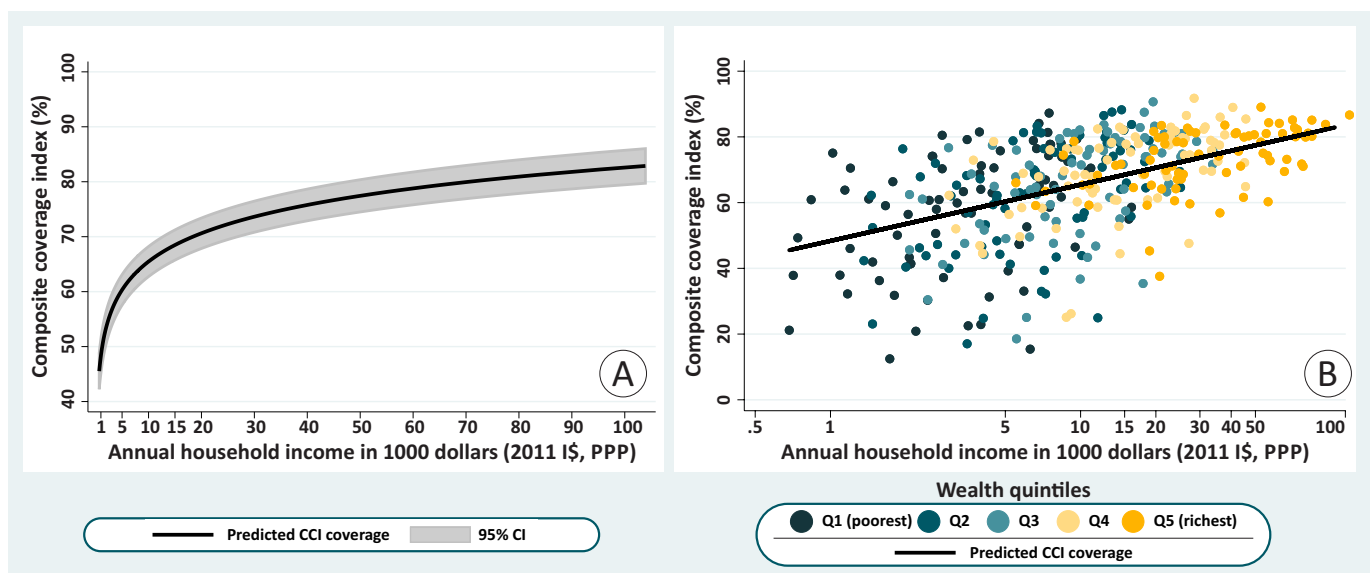 100
90
80
70
60
50
40
Composite coverage index (%)
A
1 5 10 15 20 30 40 50 60 70 80 90 100
Annual household income in 1000 dollars (2011 I$, PPP)
Predicted CCI coverage 95% CI
100
80
60
40
20
0
Composite coverage index (%)
B
.5 1 5 10 15 20 30 40 50 100
Annual household income in 1000 dollars (2011 I$, PPP)
Wealth quintiles
Q1 (poorest) Q2 Q3 Q4 Q5 (richest)
Predicted CCI coverage